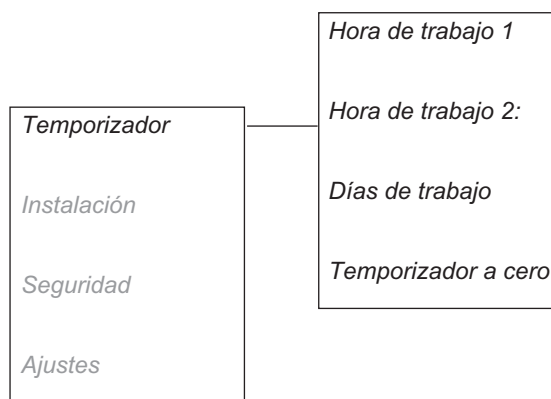 Temporizador
Instalación
Seguridad
Ajustes
Hora de trabajo 1
Hora de trabajo 2:
Días de trabajo
Temporizador a cero